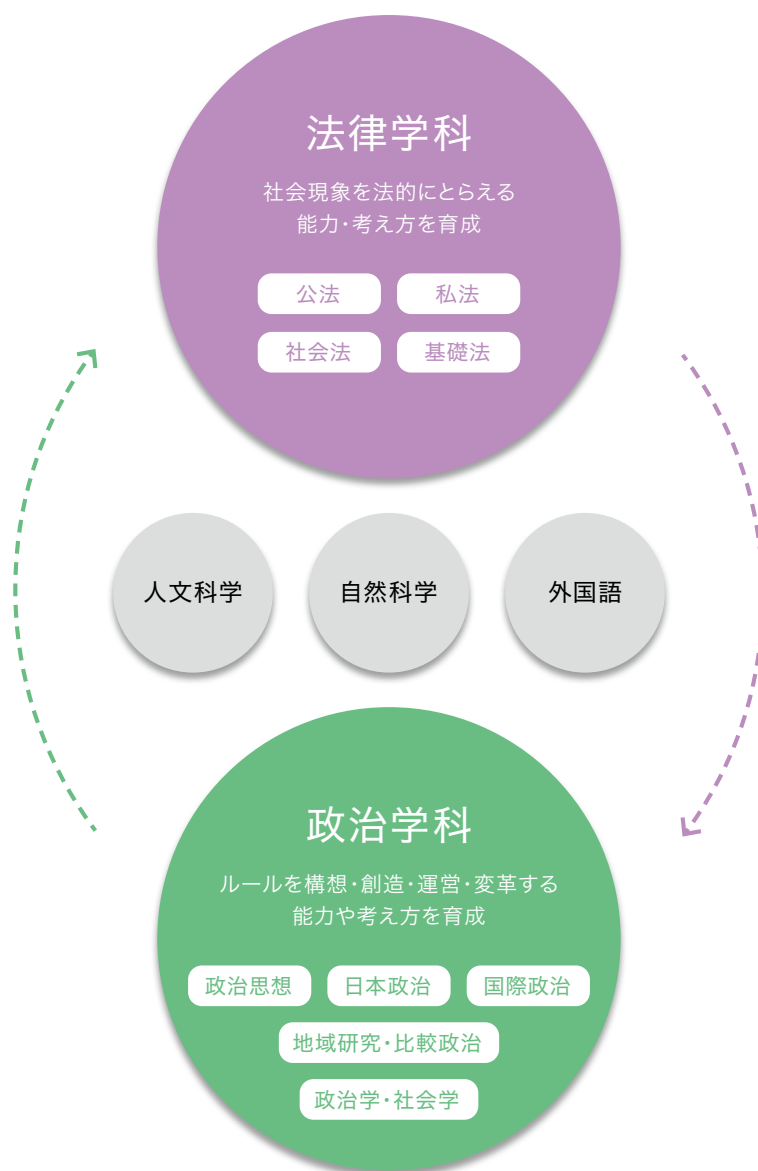 法律学科
社会現象を法的にとらえる
能力・考え方を育成
公法 私法
社会法 基礎法
人文科学 自然科学 外国語
政治学科
ルールを構想・創造・運営・変革する
能力や考え方を育成
政治思想 日本政治 国際政治
地域研究・比較政治
政治学・社会学